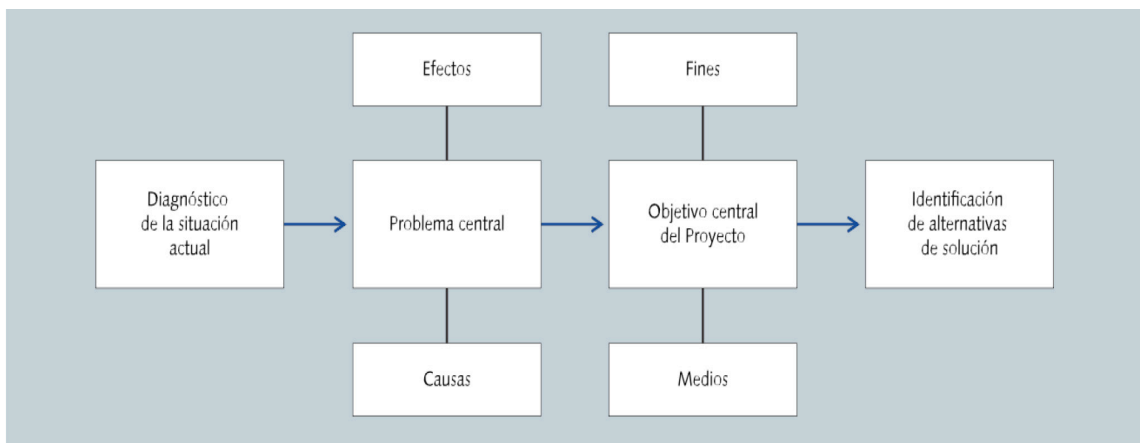 Efectos
Fines
Diagnóstico
de la situación
actual
Problema central
Objetivo central
del Proyecto
Identificación
de alternativas
de solución
Causas
Medios